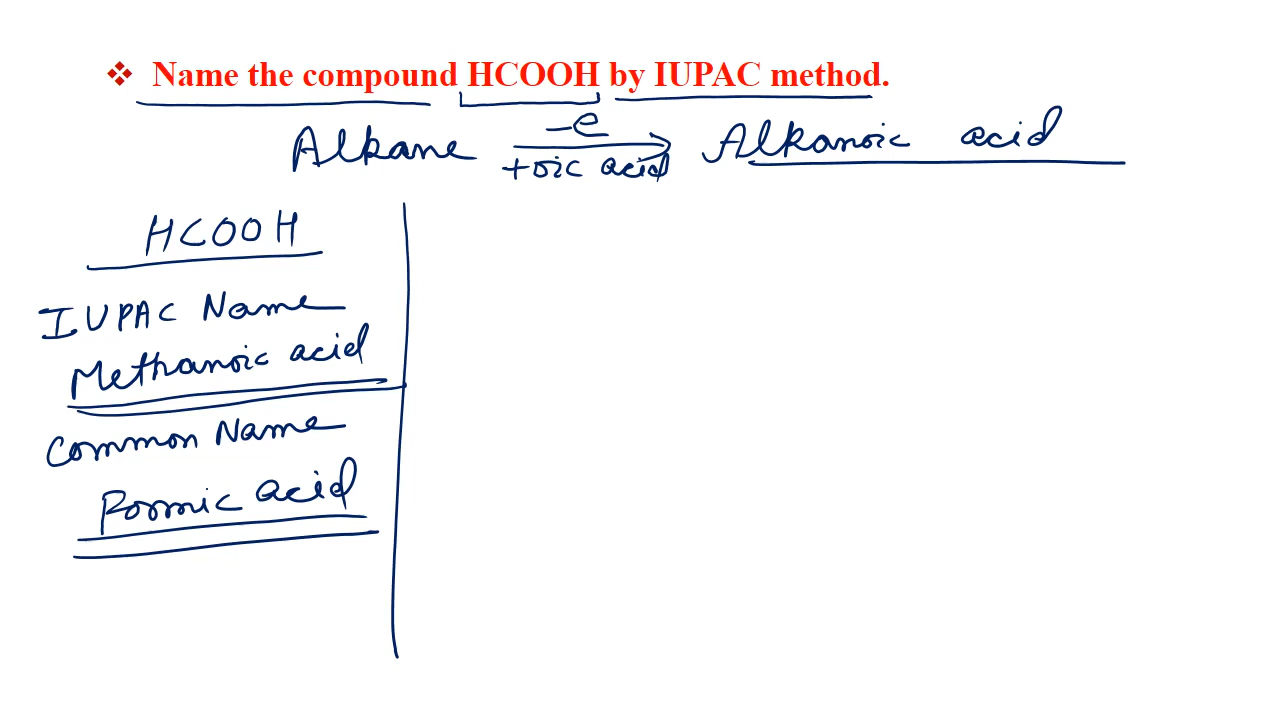 ❖ Name the compound HCOOH by IUPAC method.
Alkane —e / +oic acid → Alkanoic acid
HCOOH
IUPAC Name
Methanoic acid
Common Name
Formic acid